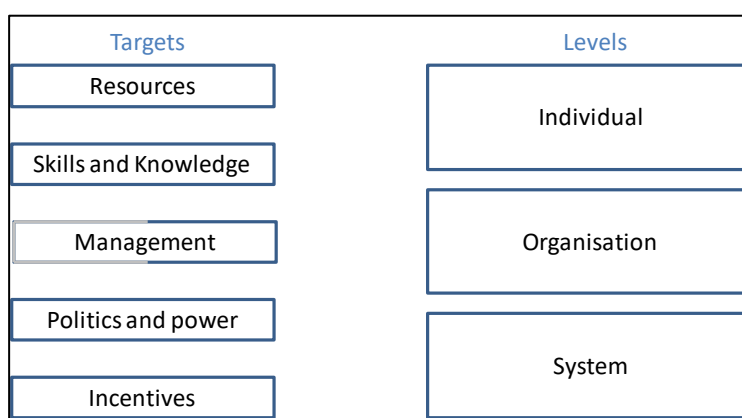 Targets
Levels
Resources
Skills and Knowledge
Management
Politics and power
Incentives
Individual
Organisation
System